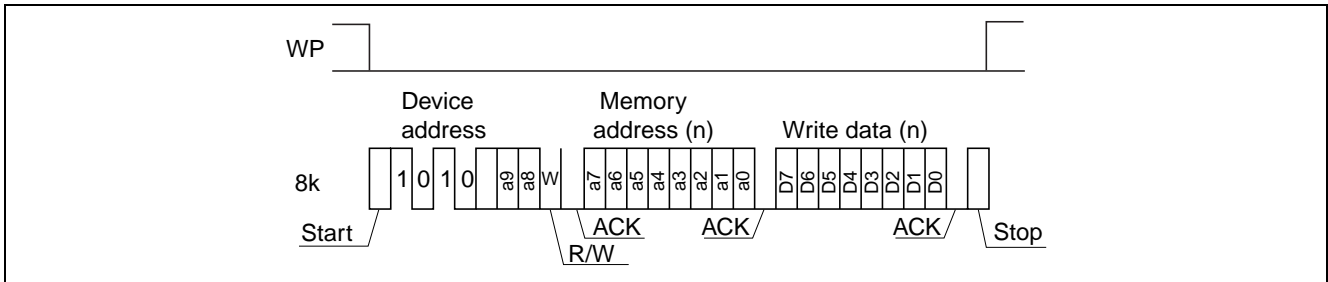 WP
Device
address
Memory
address (n)
Write data (n)
8k
1 0 1 0 a9 a8 W a7 a6 a5 a4 a3 a2 a1 a0 D7 D6 D5 D4 D3 D2 D1 D0
Start
ACK
ACK
ACK
Stop
R/W